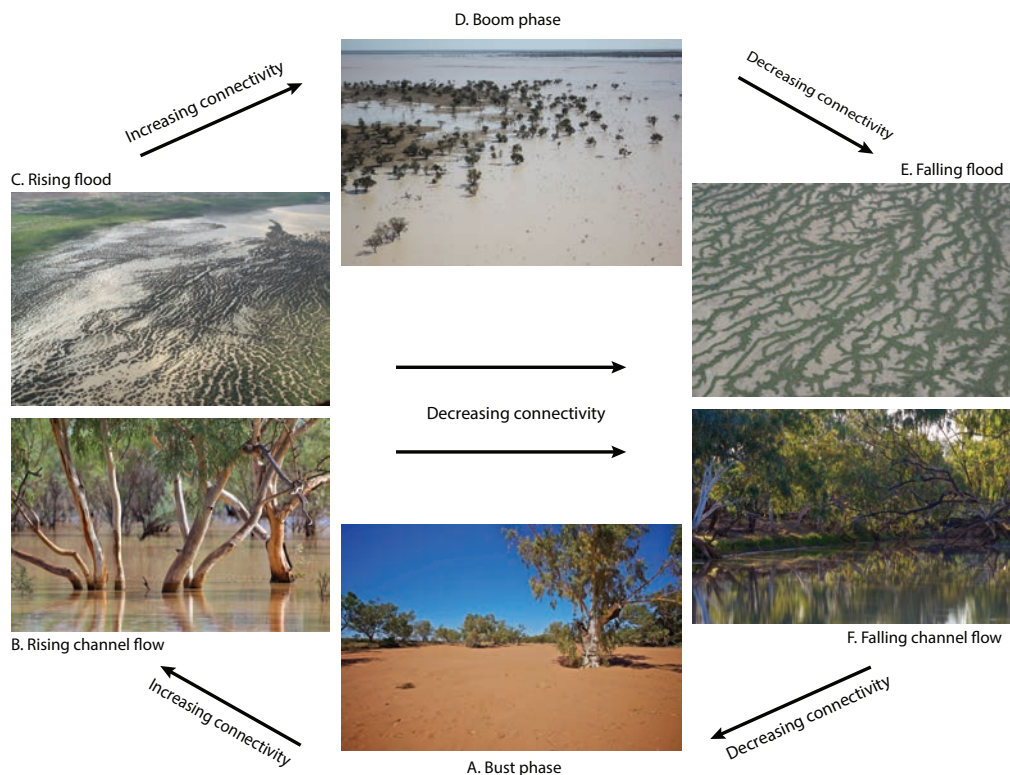 D. Boom phase
Increasing connectivity
Decreasing connectivity
C. Rising flood
E. Falling flood
Decreasing connectivity
B. Rising channel flow
F. Falling channel flow
Increasing connectivity
Decreasing connectivity
A. Bust phase